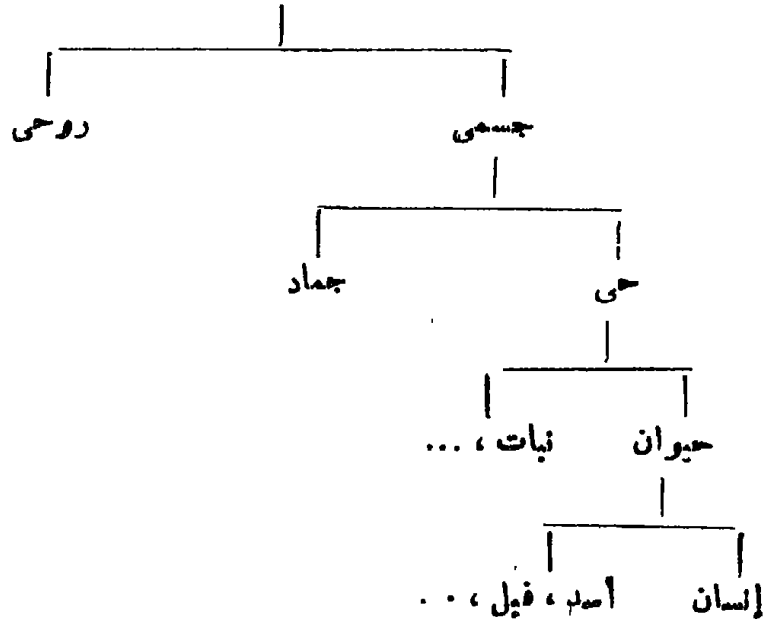 جسمى روحى
حى جماد
حيوان نبات ، ...
إنسان أسد ، فيل ، . .